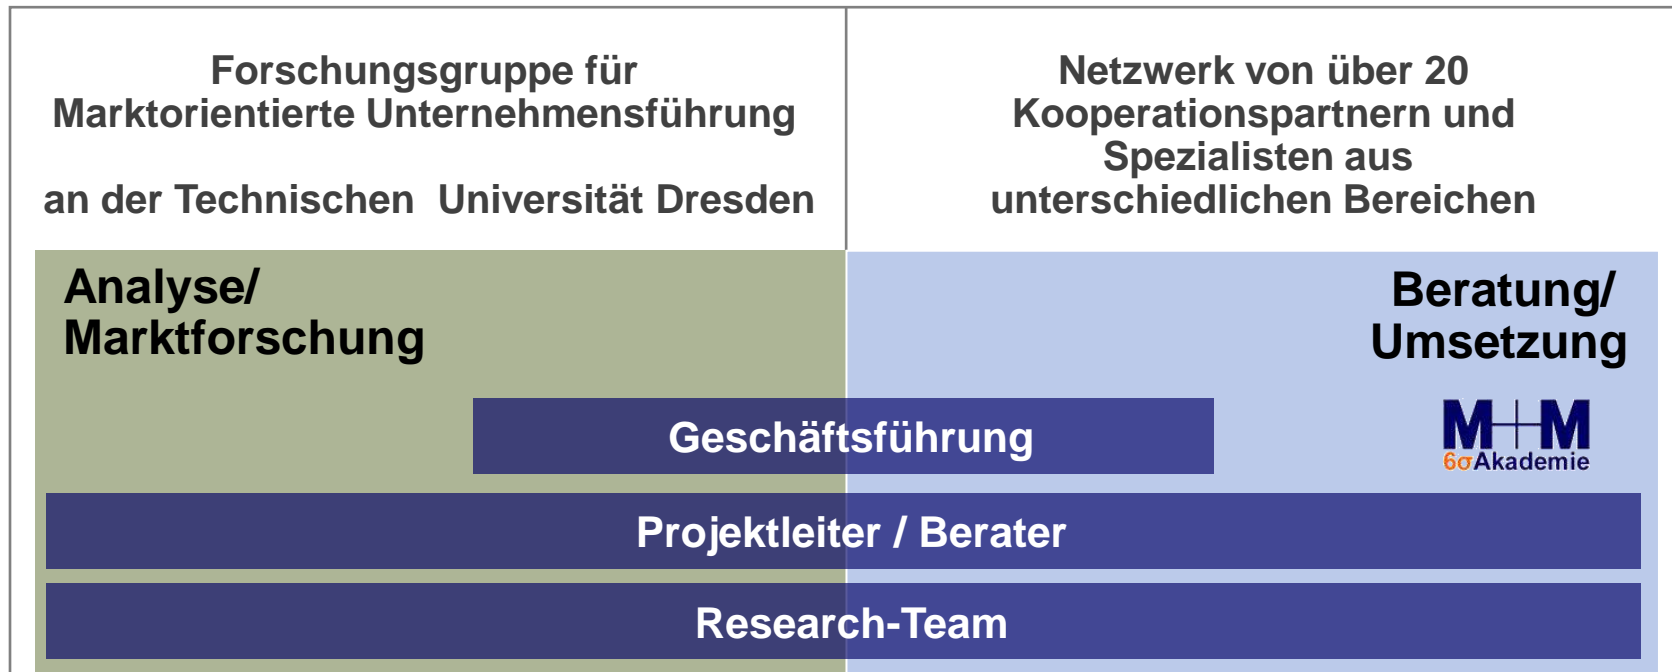 Forschungsgruppe für
Marktorientierte Unternehmensführung
an der Technischen Universität Dresden
Netzwerk von über 20
Kooperationspartnern und
Spezialisten aus
unterschiedlichen Bereichen
Analyse/
Marktforschung
Beratung/
Umsetzung
Geschäftsführung
M+M
6σAkademie
Projektleiter / Berater
Research-Team